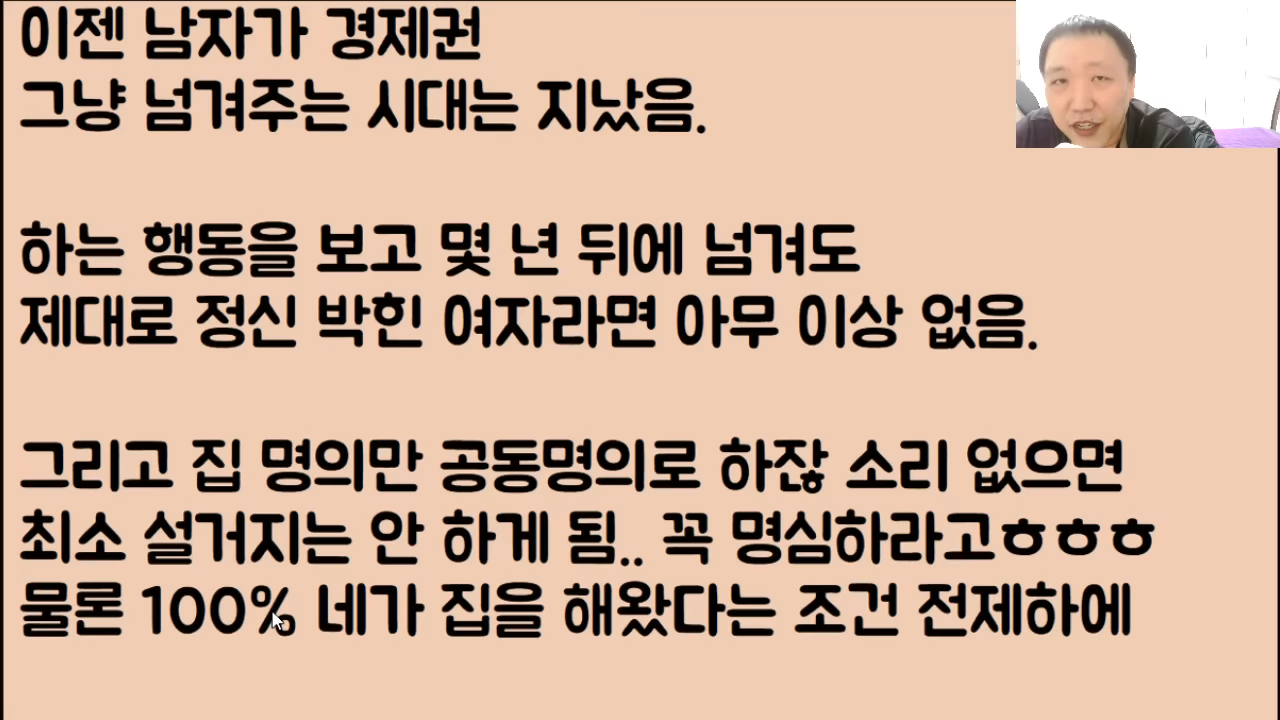 이젠 남자가 경제권
그냥 넘겨주는 시대는 지났음.
하는 행동을 보고 몇 년 뒤에 넘겨도
제대로 정신 박힌 여자라면 아무 이상 없음.
그리고 집 명의만 공동명의로 하잖 소리 없으면
최소 설거지는 안 하게 됨.. 꼭 명심하라고ㅎㅎㅎ
물론 100% 네가 집을 해왔다는 조건 전제하에